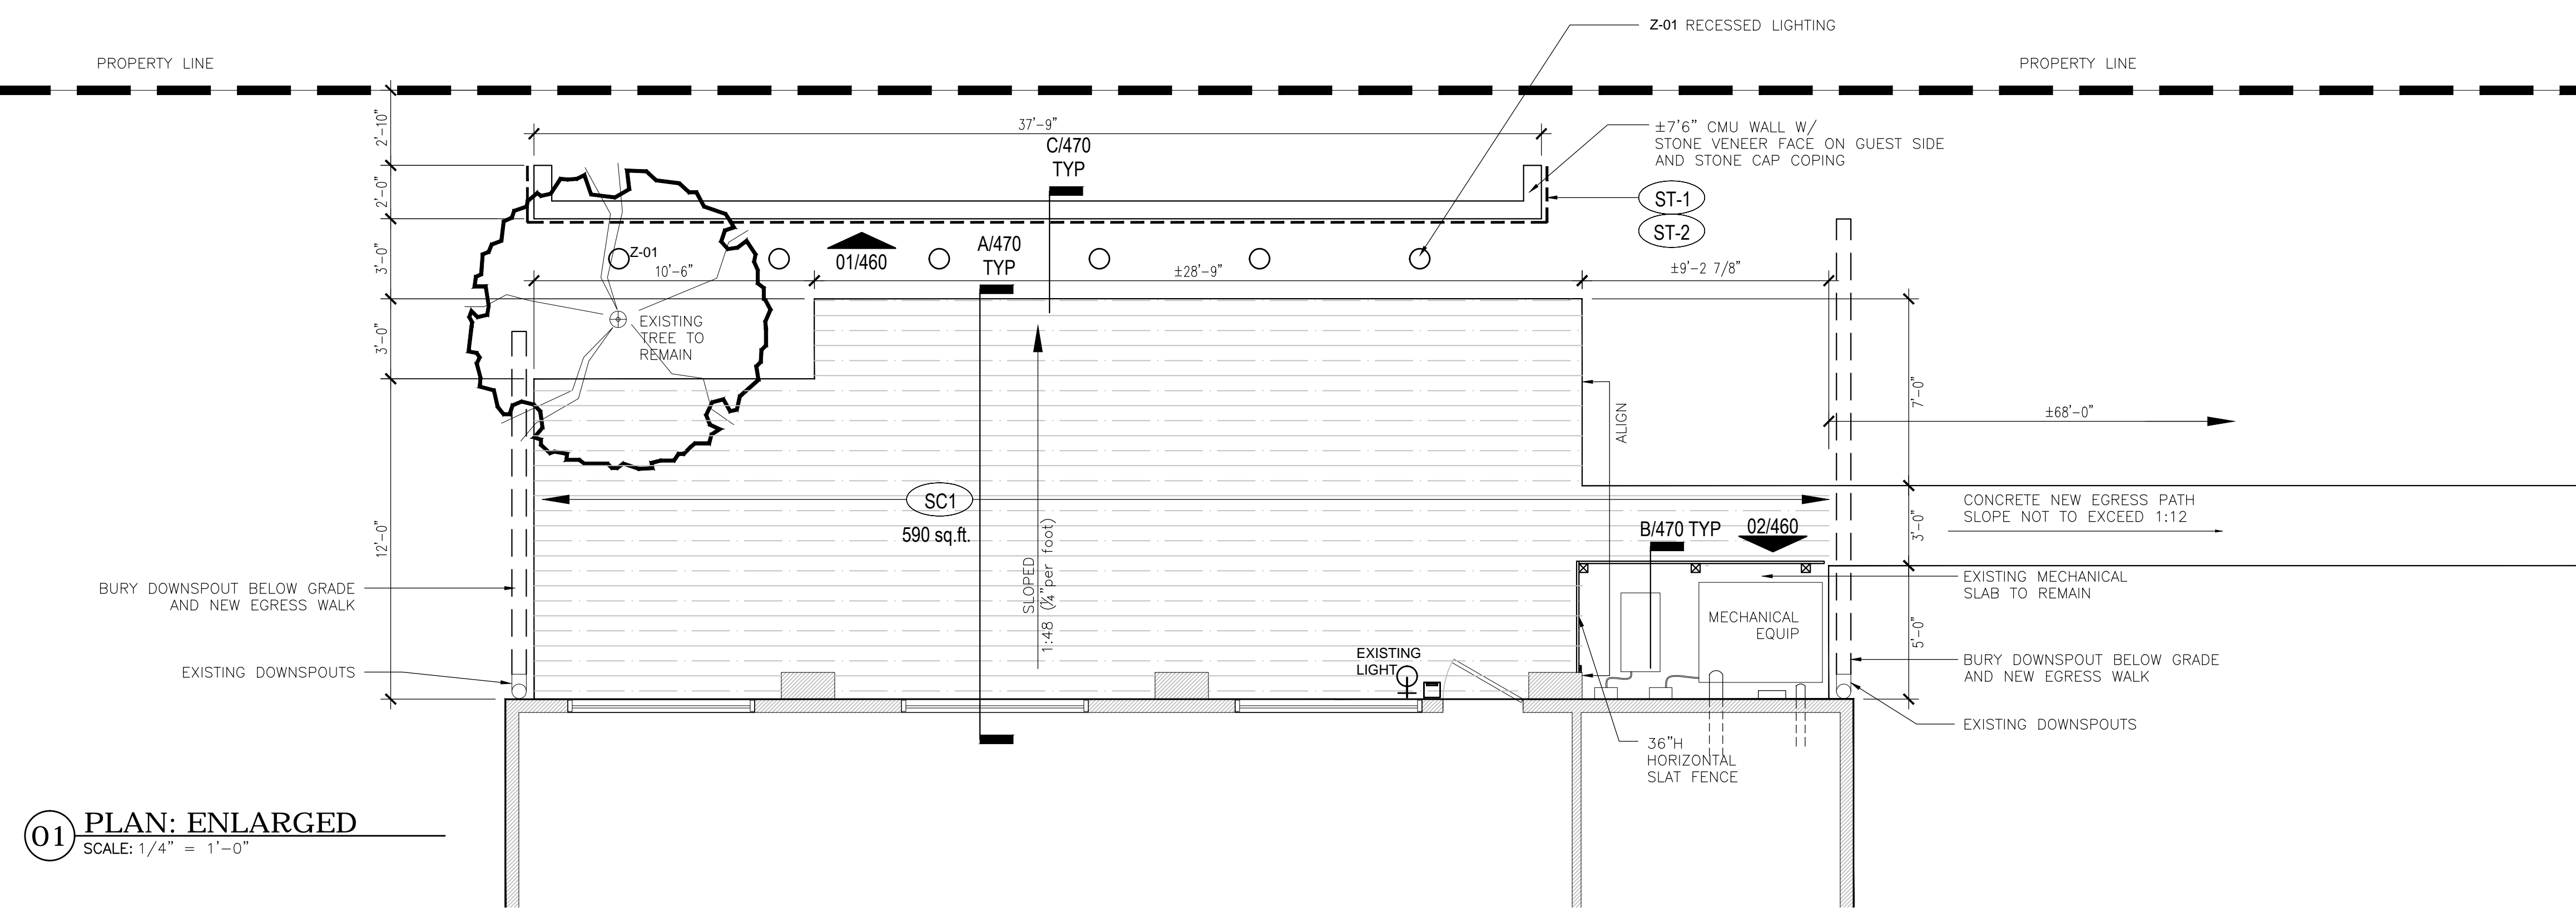 Z-01 RECESSED LIGHTING
PROPERTY LINE
PROPERTY LINE
2'-10"
37'-9"
C/470
TYP
±7'6" CMU WALL W/
STONE VENEER FACE ON GUEST SIDE
AND STONE CAP COPING
2'-0"
ST-1
ST-2
3'-0"
Z-01
01/460
A/470
TYP
10'-6"
±28'-9"
±9'-2 7/8"
3'-0"
EXISTING
TREE TO
REMAIN
7'-0"
ALIGN
±68'-0"
SC1
590 sq.ft.
12'-0"
SLOPED
1:48 (¼" per foot)
B/470 TYP
02/460
3'-0"
CONCRETE NEW EGRESS PATH
SLOPE NOT TO EXCEED 1:12
BURY DOWNSPOUT BELOW GRADE
AND NEW EGRESS WALK
EXISTING MECHANICAL
SLAB TO REMAIN
MECHANICAL
EQUIP
5'-0"
EXISTING
LIGHT
EXISTING DOWNSPOUTS
BURY DOWNSPOUT BELOW GRADE
AND NEW EGRESS WALK
EXISTING DOWNSPOUTS
36"H
HORIZONTAL
SLAT FENCE
01 PLAN: ENLARGED
SCALE: 1/4" = 1'-0"